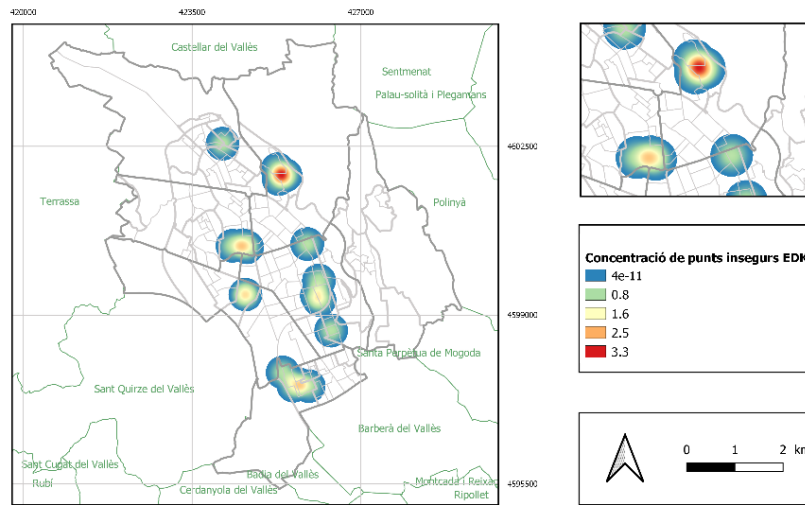 420000
423500
427000
Castellar del Vallès
Sentmenat
Palau-solità i Plegamans
4602500
Terrassa
Polinyà
4599000
Santa Perpètua de Mogoda
Sant Quirze del Vallès
Barberà del Vallès
Sant Cugat del Vallès
Badia del Vallès
Rubí
Cerdanyola del Vallès
Montcada i Reixac
Ripollet
4595500
Concentració de punts insegurs EDK
4e-11
0.8
1.6
2.5
3.3
0 1 2 km